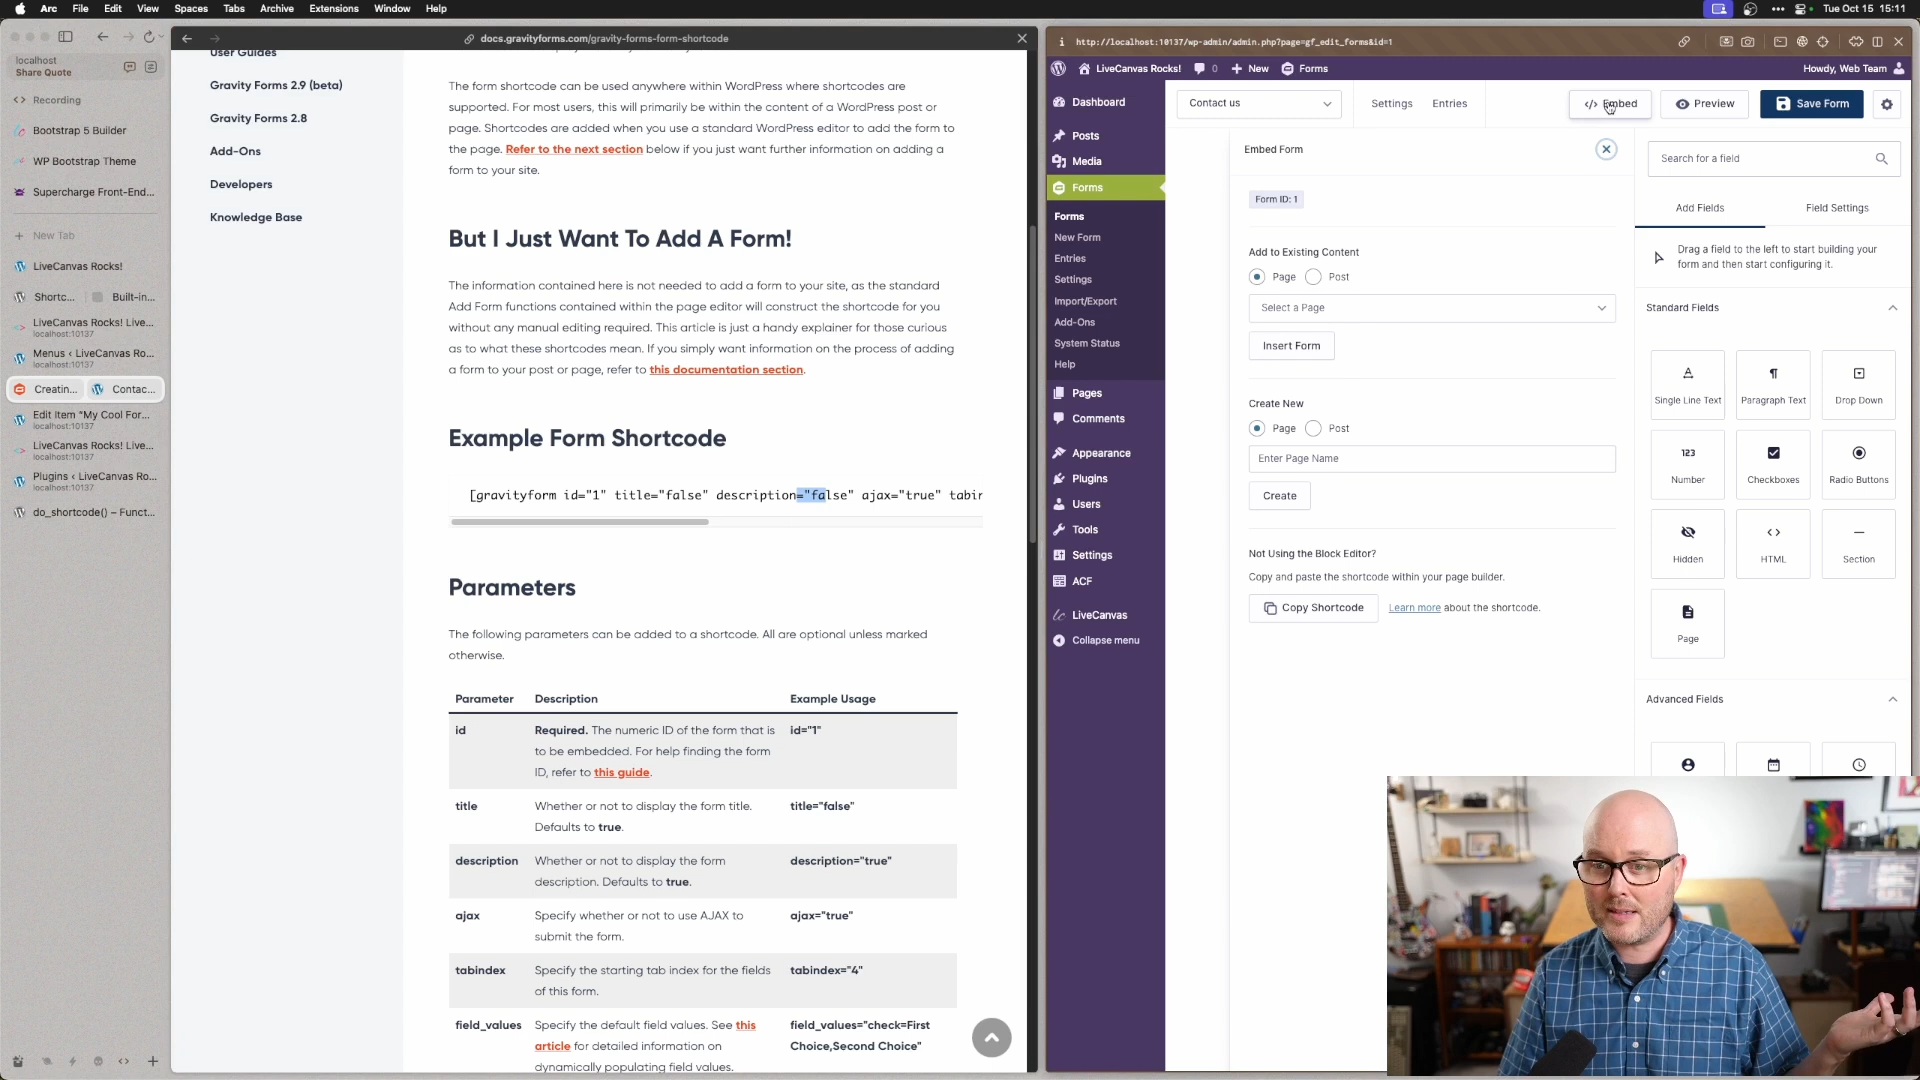 Arc File Edit View Spaces Tabs Archive Extensions Window Help
Tue Oct 15 15:11
localhost
Share Quote
Recording
Bootstrap 5 Builder
WP Bootstrap Theme
Supercharge Front-End...
New Tab
LiveCanvas Rocks!
Shortc... Built-in...
LiveCanvas Rocks! Live...
localhost:10137
Menus ‹ LiveCanvas Ro...
localhost:10137
Creatin... Contac...
Edit Item "My Cool For...
localhost:10137
LiveCanvas Rocks! Live...
localhost:10137
Plugins ‹ LiveCanvas Ro...
localhost:10137
do_shortcode() – Funct...
docs.gravityforms.com/gravity-forms-form-shortcode
User Guides
Gravity Forms 2.9 (beta)
Gravity Forms 2.8
Add-Ons
Developers
Knowledge Base
The form shortcode can be used anywhere within WordPress where shortcodes are
supported. For most users, this will primarily be within the content of a WordPress post or
page. Shortcodes are added when you use a standard WordPress editor to add the form to
the page. Refer to the next section below if you just want further information on adding a
form to your site.
But I Just Want To Add A Form!
The information contained here is not needed to add a form to your site, as the standard
Add Form functions contained within the page editor will construct the shortcode for you
without any manual editing required. This article is just a handy explainer for those curious
as to what these shortcodes mean. If you simply want information on the process of adding
a form to your post or page, refer to this documentation section.
Example Form Shortcode
[gravityform id="1" title="false" description="false" ajax="true" tabin
Parameters
The following parameters can be added to a shortcode. All are optional unless marked
otherwise.
Parameter Description Example Usage
id Required. The numeric ID of the form that is id="1"
to be embedded. For help finding the form
ID, refer to this guide.
title Whether or not to display the form title. title="false"
Defaults to true.
description Whether or not to display the form description="true"
description. Defaults to true.
ajax Specify whether or not to use AJAX to ajax="true"
submit the form.
tabindex Specify the starting tab index for the fields tabindex="4"
of this form.
field_values Specify the default field values. See this field_values="check=First
article for detailed information on Choice,Second Choice"
dynamically populating field values.
http://localhost:10137/wp-admin/admin.php?page=gf_edit_forms&id=1
LiveCanvas Rocks! 0 New Forms Howdy, Web Team
Dashboard
Posts
Media
Forms
Forms
New Form
Entries
Settings
Import/Export
Add-Ons
System Status
Help
Pages
Comments
Appearance
Plugins
Users
Tools
Settings
ACF
LiveCanvas
Collapse menu
Contact us Settings Entries Embed Preview Save Form
Embed Form
Form ID: 1
Add to Existing Content
Page Post
Select a Page
Insert Form
Create New
Page Post
Enter Page Name
Create
Not Using the Block Editor?
Copy and paste the shortcode within your page builder.
Copy Shortcode Learn more about the shortcode.
Search for a field
Add Fields Field Settings
Drag a field to the left to start building your
form and then start configuring it.
Standard Fields
Single Line Text Paragraph Text Drop Down
123
Number Checkboxes Radio Buttons
Hidden HTML Section
Page
Advanced Fields